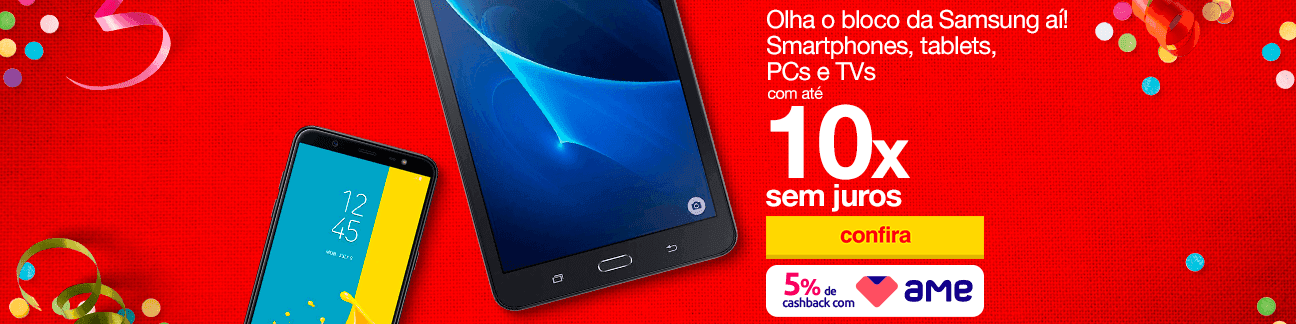 Olha o bloco da Samsung aí!
Smartphones, tablets,
PCs e TVs
com até
10x
sem juros
confira
5% de
cashback com
ame
12
45